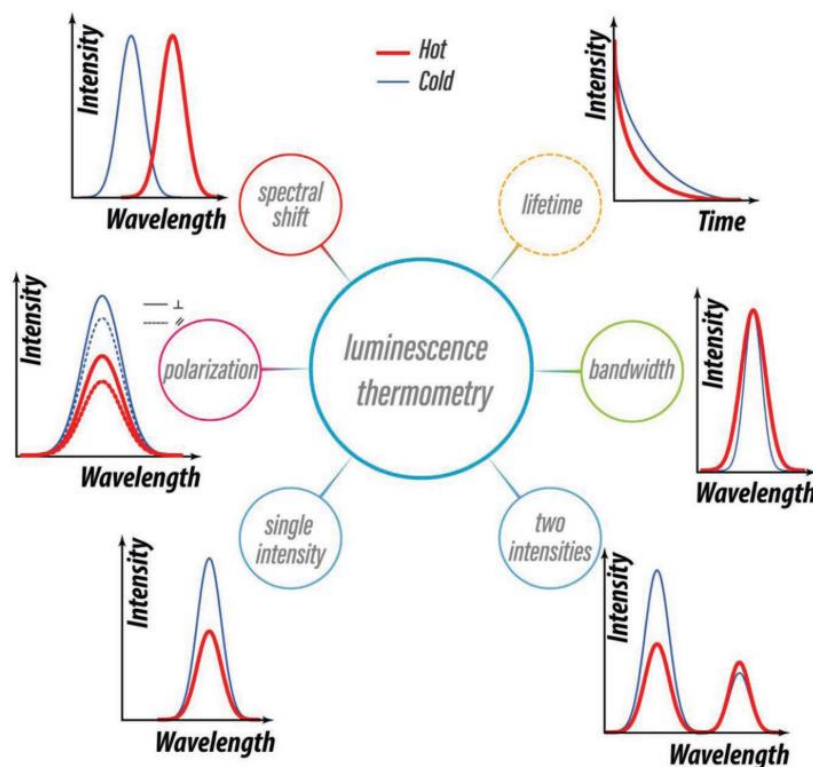 Hot
Cold
Intensity
Wavelength
spectral
shift
lifetime
Intensity
Time
Intensity
⊥
∥
Wavelength
polarization
luminescence
thermometry
bandwidth
Intensity
Wavelength
single
intensity
two
intensities
Intensity
Wavelength
Intensity
Wavelength